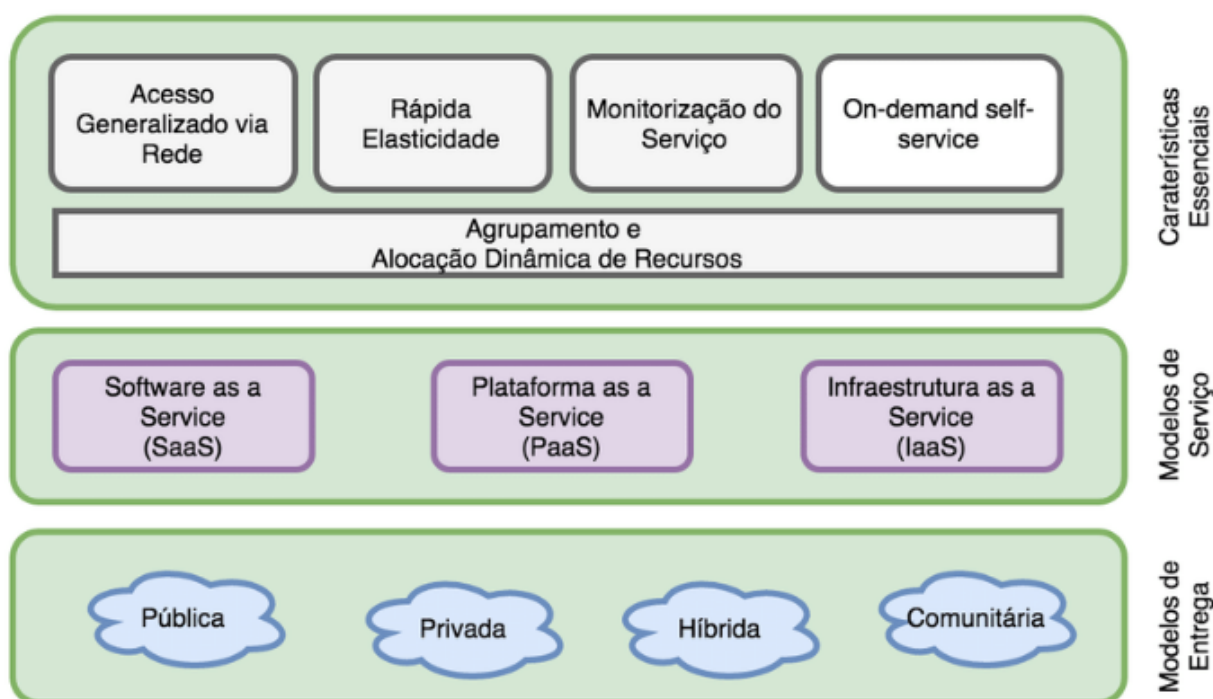 Acesso
Generalizado via
Rede
Rápida
Elasticidade
Monitorização do
Serviço
On-demand self-
service
Agrupamento e
Alocação Dinâmica de Recursos
Caraterísticas
Essenciais
Software as a
Service
(SaaS)
Plataforma as a
Service
(PaaS)
Infraestrutura as a
Service
(IaaS)
Modelos de
Serviço
Pública
Privada
Híbrida
Comunitária
Modelos de
Entrega